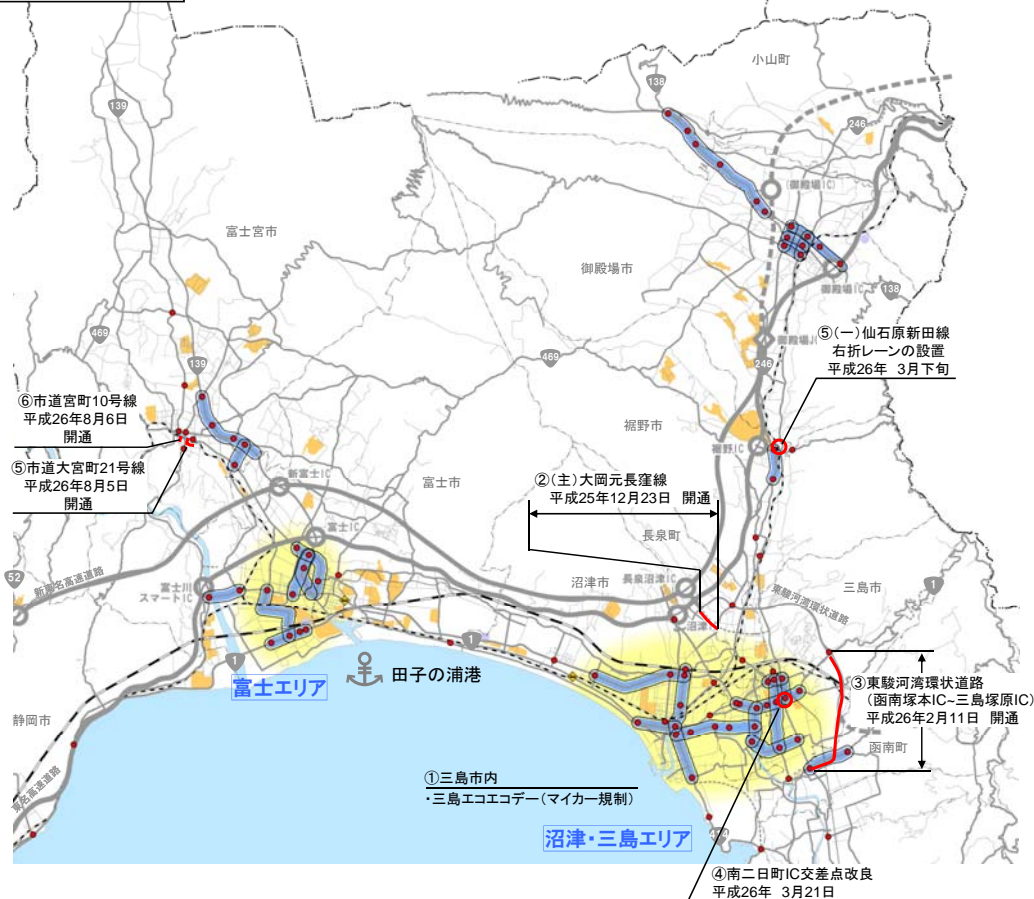 138
小山町
139
246
(御殿場IC)
富士宮市
御殿場市
御殿場IC
138
⑤(一)仙石原新田線
右折レーンの設置
平成26年 3月下旬
469
139
469
246
⑥市道宮町10号線
平成26年8月6日
開通
裾野市
裾野IC
⑤市道大宮町21号線
平成26年8月5日
開通
新富士IC
富士市
②(主)大岡元長窪線
平成25年12月23日 開通
長泉町
富士IC
52
新東名高速道路
富士川
スマートIC
沼津市
長泉沼津IC
三島市
1
東駿河湾環状道路
1
1
富士エリア
田子の浦港
③東駿河湾環状道路
(函南塚本IC~三島塚原IC)
平成26年2月11日 開通
静岡市
函南町
東名高速道路
①三島市内
・三島エコエコデー(マイカー規制)
沼津・三島エリア
④南二日町IC交差点改良
平成26年 3月21日